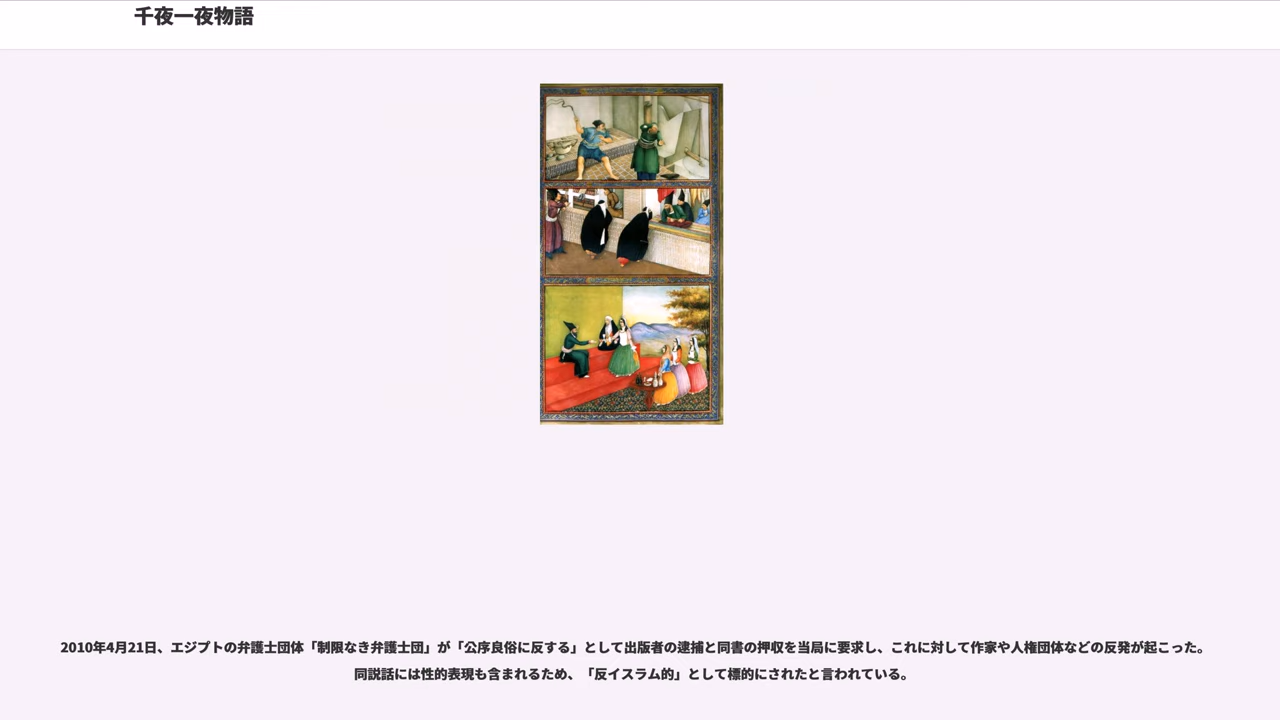 千夜一夜物語
2010年4月21日、エジプトの弁護士団体「制限なき弁護士団」が「公序良俗に反する」として出版者の逮捕と同書の押収を当局に要求し、これに対して作家や人権団体などの反発が起こった。
同説話には性的表現も含まれるため、「反イスラム的」として標的にされたと言われている。